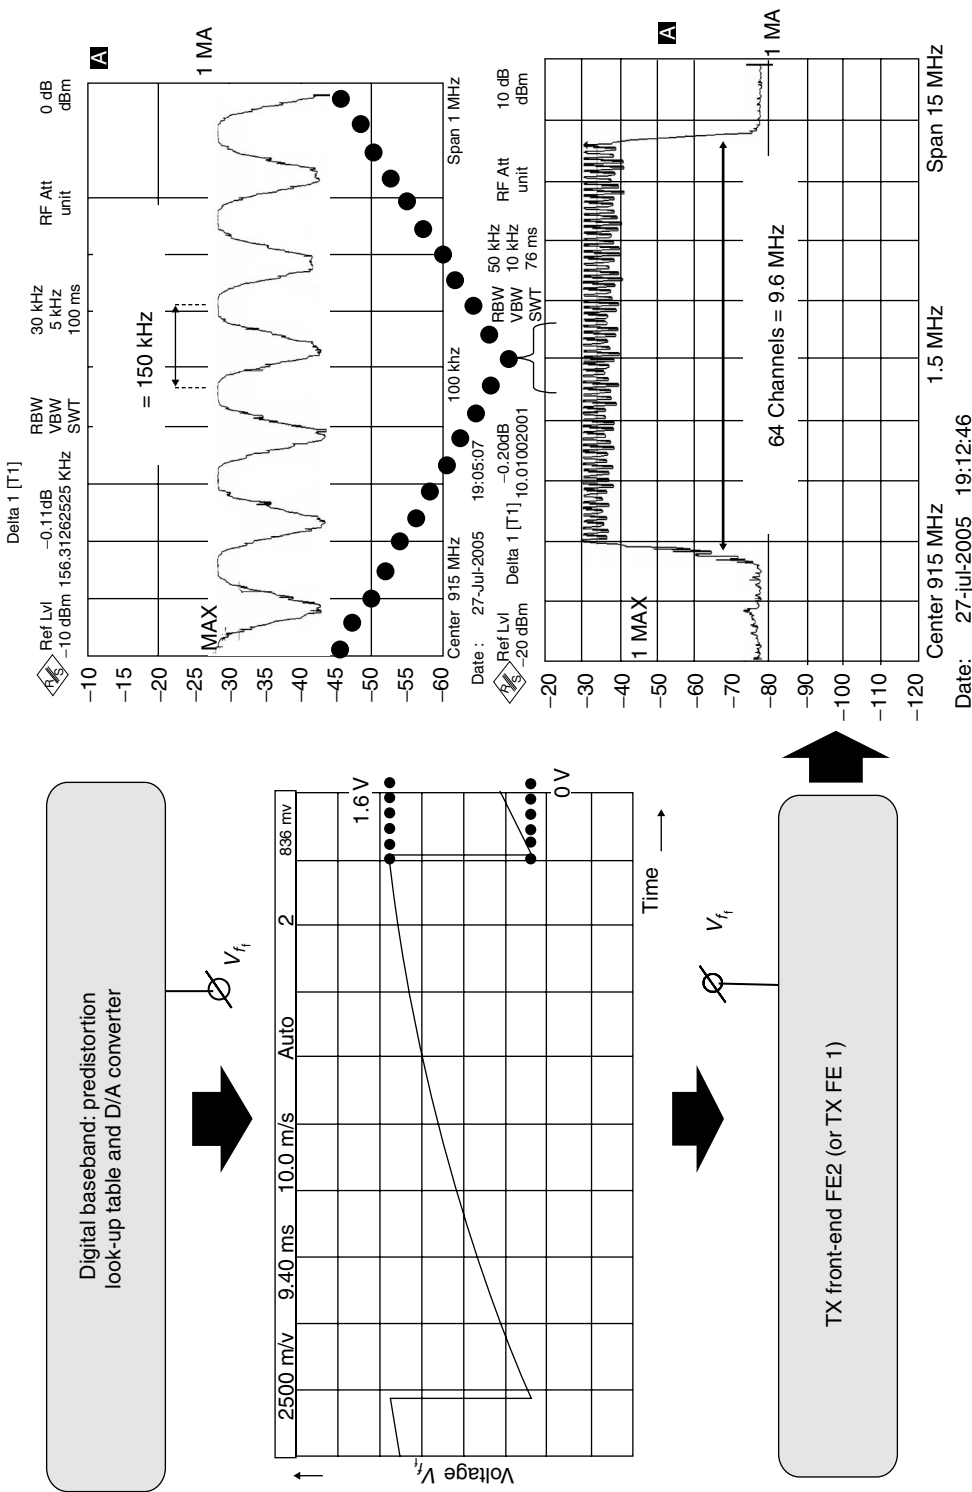 Digital baseband: predistortion
look-up table and D/A converter
V_{f_f}
2500 m/v 9.40 ms 10.0 m/s Auto 2 836 mv
1.6 V
0 V
Voltage V_{f_f}
Time
V_{f_f}
TX front-end FE2 (or TX FE 1)
Delta 1 [T1]
R/S
Ref Lvl −0.11dB RBW 30 kHz RF Att 0 dB
−10 dBm 156.31262525 KHz VBW 5 kHz unit dBm
SWT 100 ms
−10
−15
−20
−25
−30
−35
−40
−45
−50
−55
−60
A
1 MA
= 150 kHz
MAX
Center 915 MHz 100 khz Span 1 MHz
Date : 27-Jul-2005 19:05:07
R/S
Ref Lvl Delta 1 [T1] −0.20dB RBW 50 kHz RF Att 10 dB
−20 dBm 10.01002001 VBW 10 kHz unit dBm
SWT 76 ms
−20
−30
−40
−50
−60
−70
−80
−90
−100
−110
−120
1 MAX
A
1 MA
64 Channels = 9.6 MHz
Center 915 MHz 1.5 MHz Span 15 MHz
Date: 27-jul-2005 19:12:46